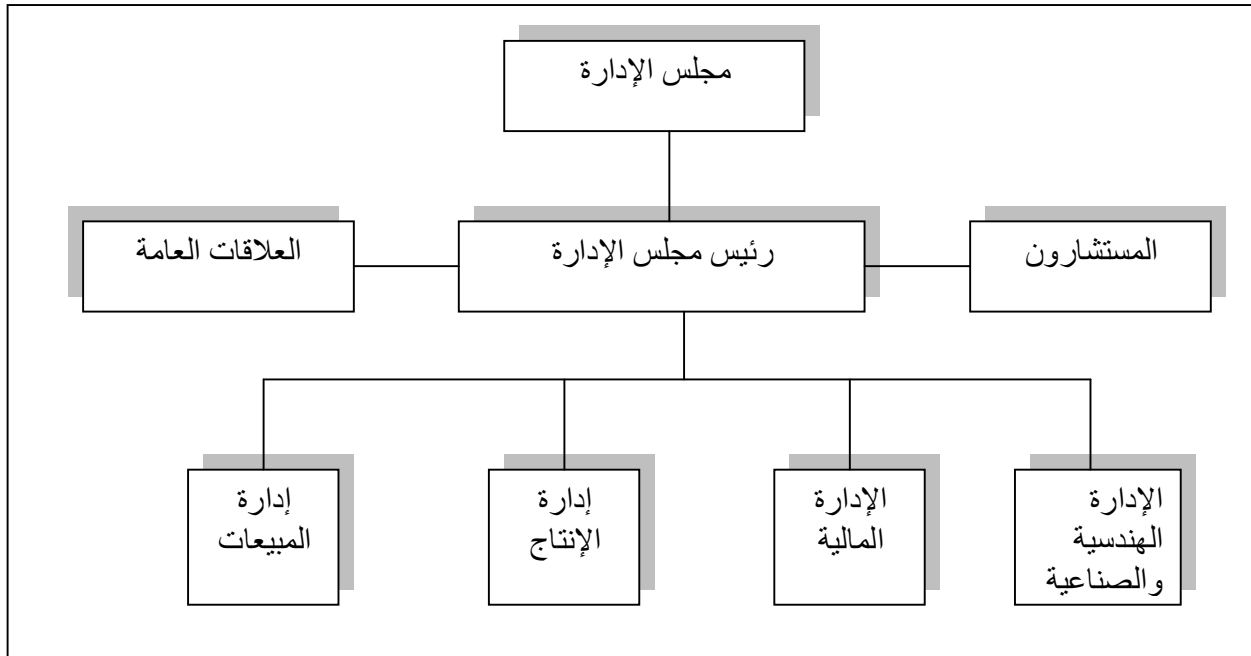 مجلس الإدارة
المستشارون
رئيس مجلس الإدارة
العلاقات العامة
الإدارة
الهندسية
والصناعية
الإدارة
المالية
إدارة
الإنتاج
إدارة
المبيعات